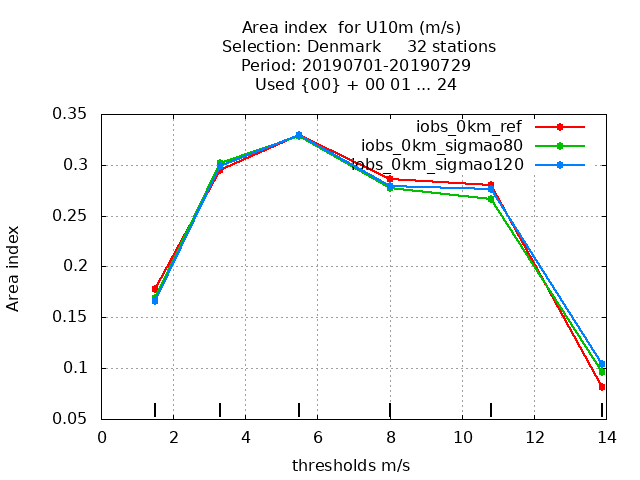 Area index  for U10m (m/s)
Selection: Denmark     32 stations
Period: 20190701-20190729
Used {00} + 00 01 ... 24
0.35
iobs_0km_ref
iobs_0km_sigmao80
iobs_0km_sigmao120
0.3
0.25
0.2
0.15
0.1
0.05
Area index
0 2 4 6 8 10 12 14
thresholds m/s